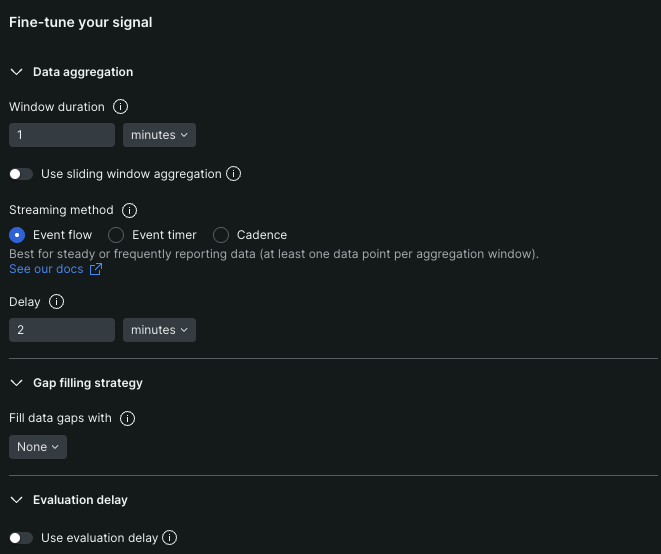 Fine-tune your signal
Data aggregation
Window duration
1 minutes
Use sliding window aggregation
Streaming method
Event flow Event timer Cadence
Best for steady or frequently reporting data (at least one data point per aggregation window).
See our docs
Delay
2 minutes
Gap filling strategy
Fill data gaps with
None
Evaluation delay
Use evaluation delay